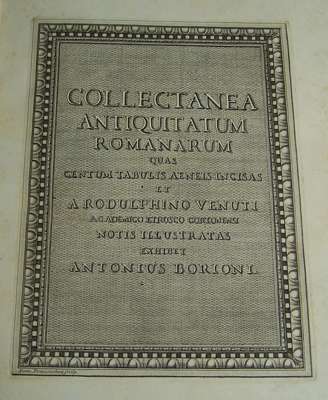 COLLECTANEA
ANTIQUITATUM
ROMANARUM
QUAS
CENTUM TABULIS AENEIS INCISAS
ET
A RODULPHINO VENUTI
ACADEMICO ETRUSCO CORTONENSI
NOTIS ILLUSTRATAS
EXHIBET
ANTONIUS BORIONI.